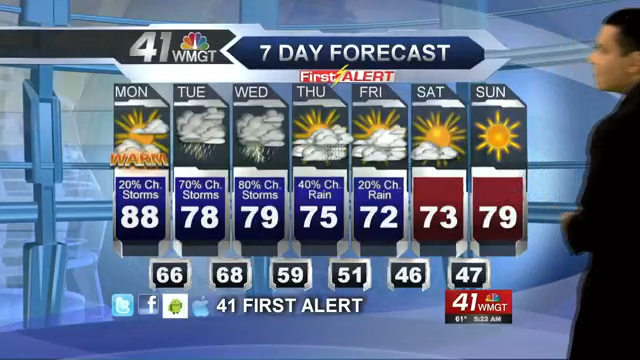 41 WMGT
7 DAY FORECAST
First ALERT
MON TUE WED THU FRI SAT SUN
WARM
20% Ch. Storms 70% Ch. Storms 80% Ch. Storms 40% Ch. Rain 20% Ch. Rain
88 78 79 75 72 73 79
66 68 59 51 46 47
41 FIRST ALERT
41 WMGT
61° 5:22 AM